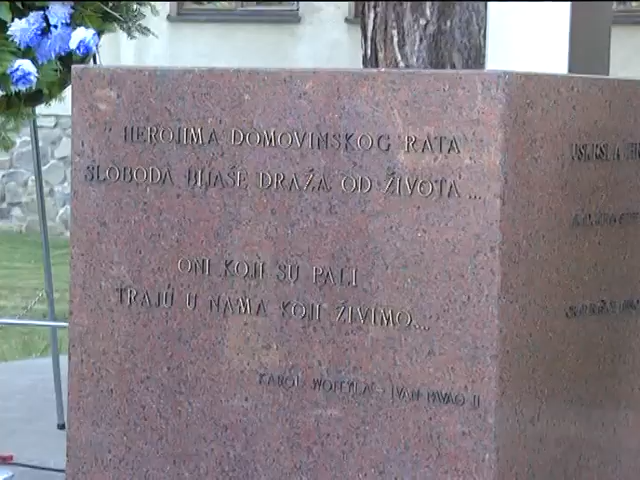 HEROJIMA DOMOVINSKOG RATA
SLOBODA BIJAŠE DRAŽA OD ŽIVOTA ...
ONI KOJI SU PALI
TRAJU U NAMA KOJI ŽIVIMO...
KAROL WOJTYLA - IVAN PAVAO II